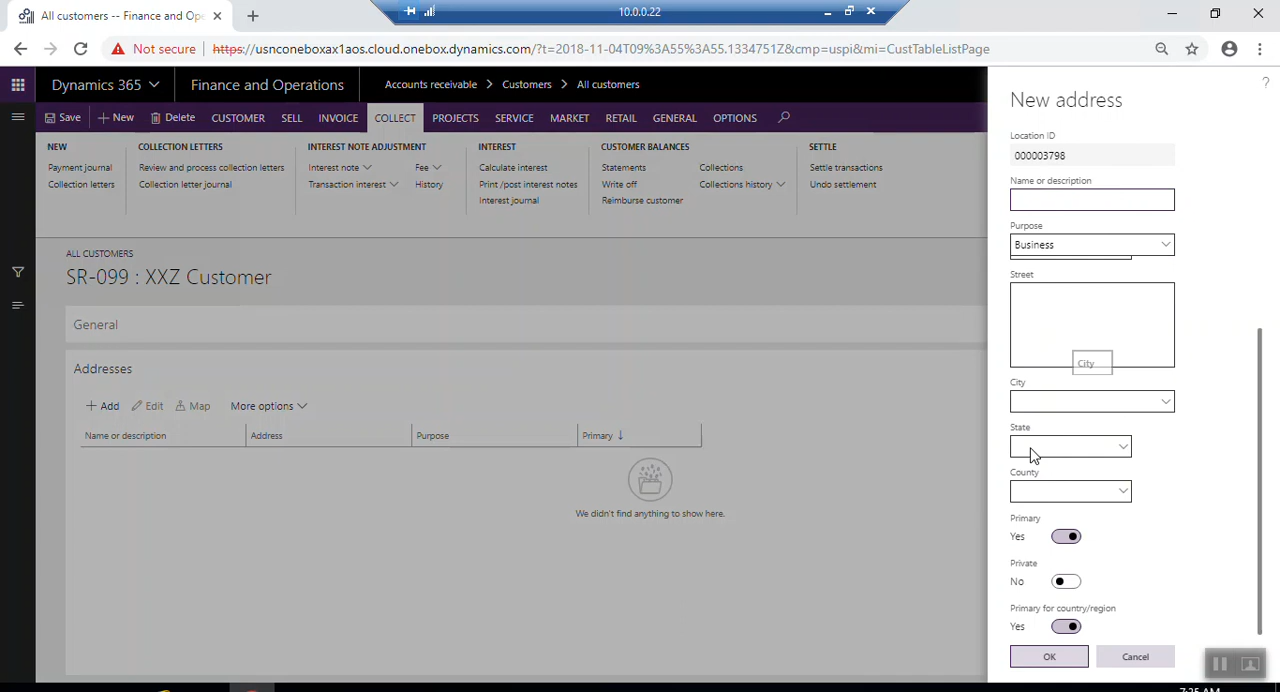 All customers -- Finance and Ope
10.0.0.22
Not secure
https://usnconeboxax1aos.cloud.onebox.dynamics.com/?t=2018-11-04T09%3A55%3A55.1334751Z&cmp=uspi&mi=CustTableListPage
Dynamics 365
Finance and Operations
Accounts receivable > Customers > All customers
Save
New
Delete
CUSTOMER
SELL
INVOICE
COLLECT
PROJECTS
SERVICE
MARKET
RETAIL
GENERAL
OPTIONS
NEW
Payment journal
Collection letters
COLLECTION LETTERS
Review and process collection letters
Collection letter journal
INTEREST NOTE ADJUSTMENT
Interest note
Fee
Transaction interest
History
INTEREST
Calculate interest
Print /post interest notes
Interest journal
CUSTOMER BALANCES
Statements
Collections
Write off
Collections history
Reimburse customer
SETTLE
Settle transactions
Undo settlement
ALL CUSTOMERS
SR-099 : XXZ Customer
General
Addresses
+ Add
Edit
Map
More options
Name or description
Address
Purpose
Primary ↓
We didn't find anything to show here.
?
New address
Location ID
000003798
Name or description
Purpose
Business
Street
City
City
State
County
Primary
Yes
Private
No
Primary for country/region
Yes
OK
Cancel